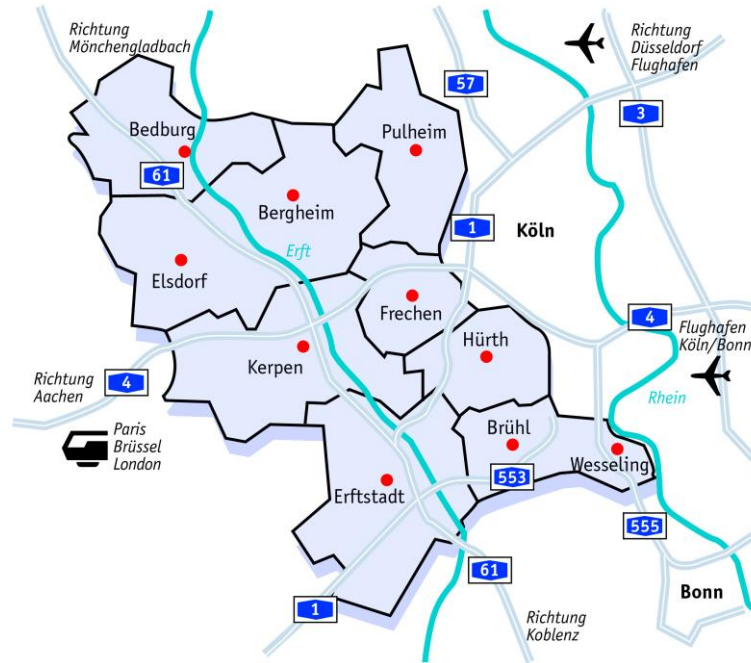 Richtung
Mönchengladbach
Richtung
Düsseldorf
Flughafen
57
3
Bedburg
Pulheim
61
Bergheim
1
Köln
Erft
Elsdorf
Frechen
4
Hürth
Flughafen
Köln/Bonn
Kerpen
Richtung
Aachen
4
Rhein
Paris
Brüssel
London
Brühl
Wesseling
553
Erftstadt
555
61
Bonn
1
Richtung
Koblenz